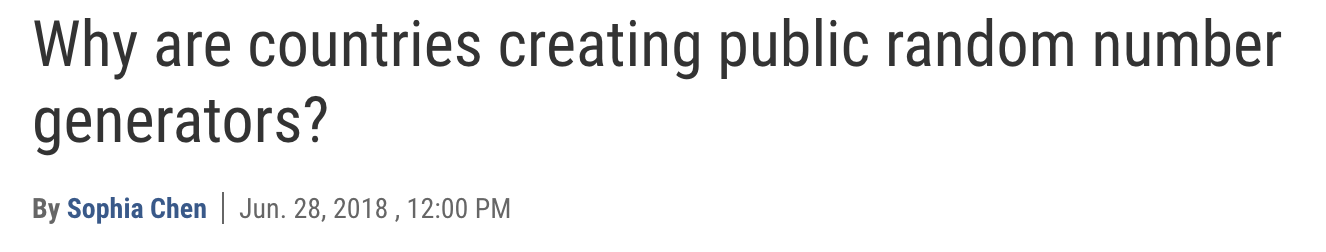 Why are countries creating public random number
generators?
By Sophia Chen | Jun. 28, 2018 , 12:00 PM